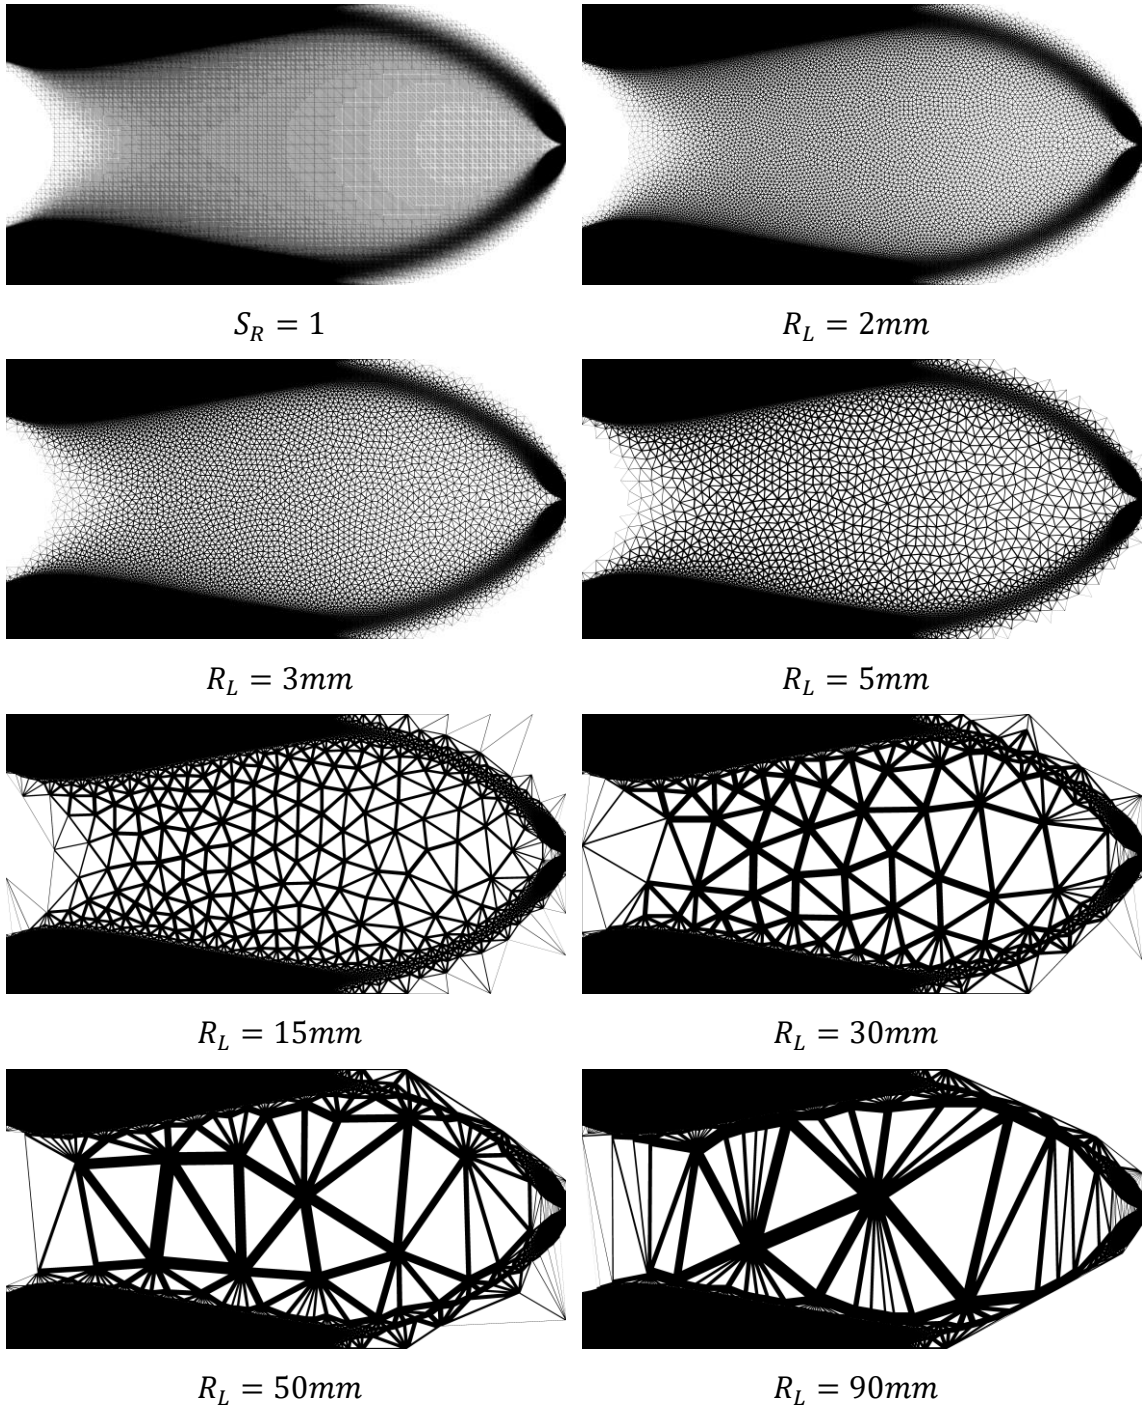 S_R = 1
R_L = 2mm
R_L = 3mm
R_L = 5mm
R_L = 15mm
R_L = 30mm
R_L = 50mm
R_L = 90mm